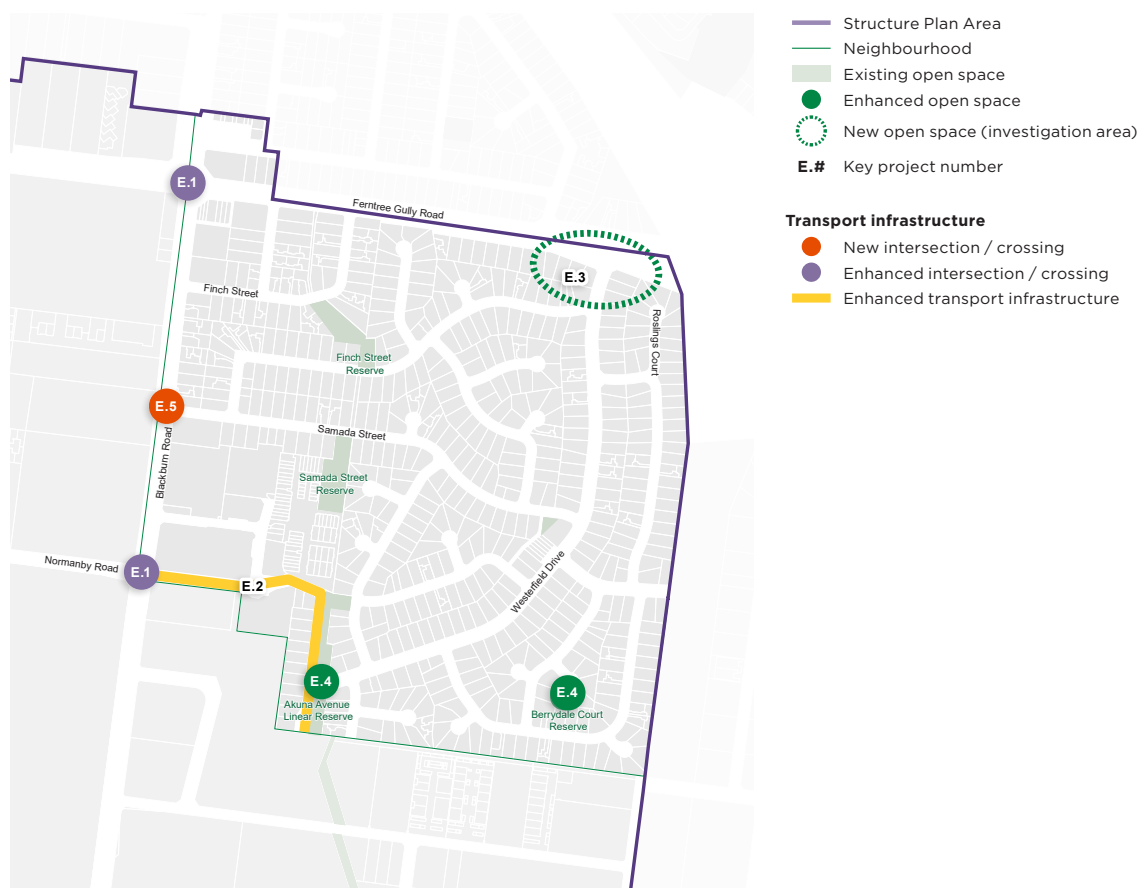 Structure Plan Area
Neighbourhood
Existing open space
Enhanced open space
New open space (investigation area)
E.# Key project number
Transport infrastructure
New intersection / crossing
Enhanced intersection / crossing
Enhanced transport infrastructure
E.1
Ferntree Gully Road
E.3
Finch Street
Roslings Court
Finch Street
Reserve
E.5
Samada Street
Blackburn Road
Samada Street
Reserve
Normanby Road
E.1
E.2
Westerfield Drive
E.4
Akuna Avenue
Linear Reserve
E.4
Berrydale Court
Reserve